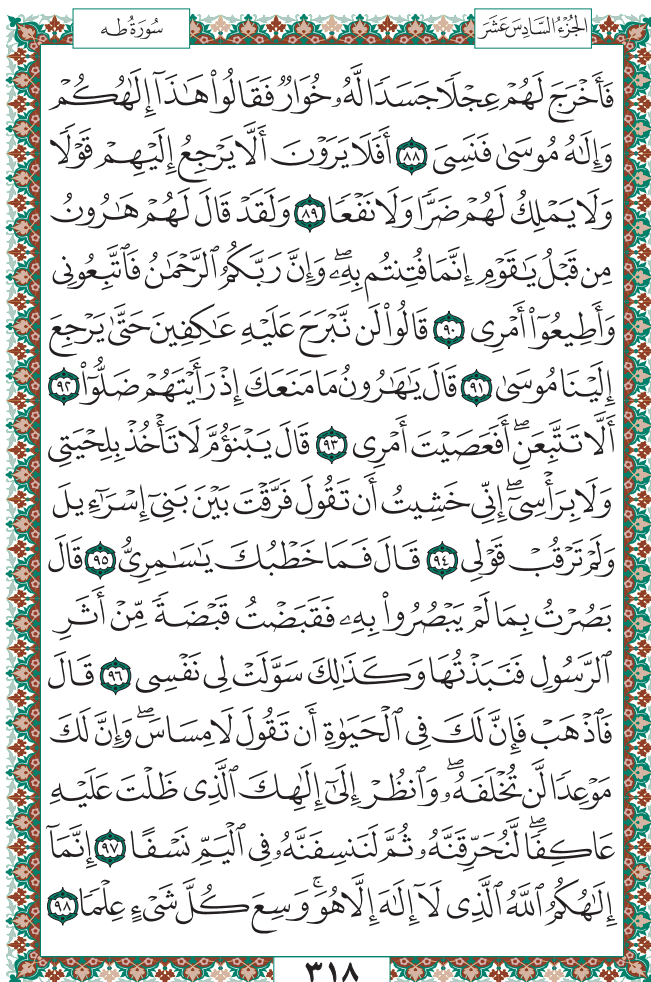 الجُزْءُ السَّادِسَ عَشَرَ
سُورَةُ طه
فَأَخْرَجَ لَهُمْ عِجْلًا جَسَدًا لَّهُۥ خُوَارٌ فَقَالُوا۟ هَٰذَآ إِلَٰهُكُمْ
وَإِلَٰهُ مُوسَىٰ فَنَسِىَ ٨٨ أَفَلَا يَرَوْنَ أَلَّا يَرْجِعُ إِلَيْهِمْ قَوْلًا
وَلَا يَمْلِكُ لَهُمْ ضَرًّا وَلَا نَفْعًا ٨٩ وَلَقَدْ قَالَ لَهُمْ هَٰرُونُ
مِن قَبْلُ يَٰقَوْمِ إِنَّمَا فُتِنتُم بِهِۦۖ وَإِنَّ رَبَّكُمُ ٱلرَّحْمَٰنُ فَٱتَّبِعُونِى
وَأَطِيعُوٓا۟ أَمْرِى ٩٠ قَالُوا۟ لَن نَّبْرَحَ عَلَيْهِ عَٰكِفِينَ حَتَّىٰ يَرْجِعَ
إِلَيْنَا مُوسَىٰ ٩١ قَالَ يَٰهَٰرُونُ مَا مَنَعَكَ إِذْ رَأَيْتَهُمْ ضَلُّوٓا۟ ٩٢
أَلَّا تَتَّبِعَنِۖ أَفَعَصَيْتَ أَمْرِى ٩٣ قَالَ يَبْنَؤُمَّ لَا تَأْخُذْ بِلِحْيَتِى
وَلَا بِرَأْسِىٓۖ إِنِّى خَشِيتُ أَن تَقُولَ فَرَّقْتَ بَيْنَ بَنِىٓ إِسْرَٰٓءِيلَ
وَلَمْ تَرْقُبْ قَوْلِى ٩٤ قَالَ فَمَا خَطْبُكَ يَٰسَٰمِرِىُّ ٩٥ قَالَ
بَصُرْتُ بِمَا لَمْ يَبْصُرُوا۟ بِهِۦ فَقَبَضْتُ قَبْضَةً مِّنْ أَثَرِ
ٱلرَّسُولِ فَنَبَذْتُهَا وَكَذَٰلِكَ سَوَّلَتْ لِى نَفْسِى ٩٦ قَالَ
فَٱذْهَبْ فَإِنَّ لَكَ فِى ٱلْحَيَوٰةِ أَن تَقُولَ لَا مِسَاسَۖ وَإِنَّ لَكَ
مَوْعِدًا لَّن تُخْلَفَهُۥۖ وَٱنظُرْ إِلَىٰٓ إِلَٰهِكَ ٱلَّذِى ظَلْتَ عَلَيْهِ
عَاكِفًاۖ لَّنُحَرِّقَنَّهُۥ ثُمَّ لَنَنسِفَنَّهُۥ فِى ٱلْيَمِّ نَسْفًا ٩٧ إِنَّمَآ
إِلَٰهُكُمُ ٱللَّهُ ٱلَّذِى لَآ إِلَٰهَ إِلَّا هُوَۚ وَسِعَ كُلَّ شَىْءٍ عِلْمًا ٩٨
٣١٨